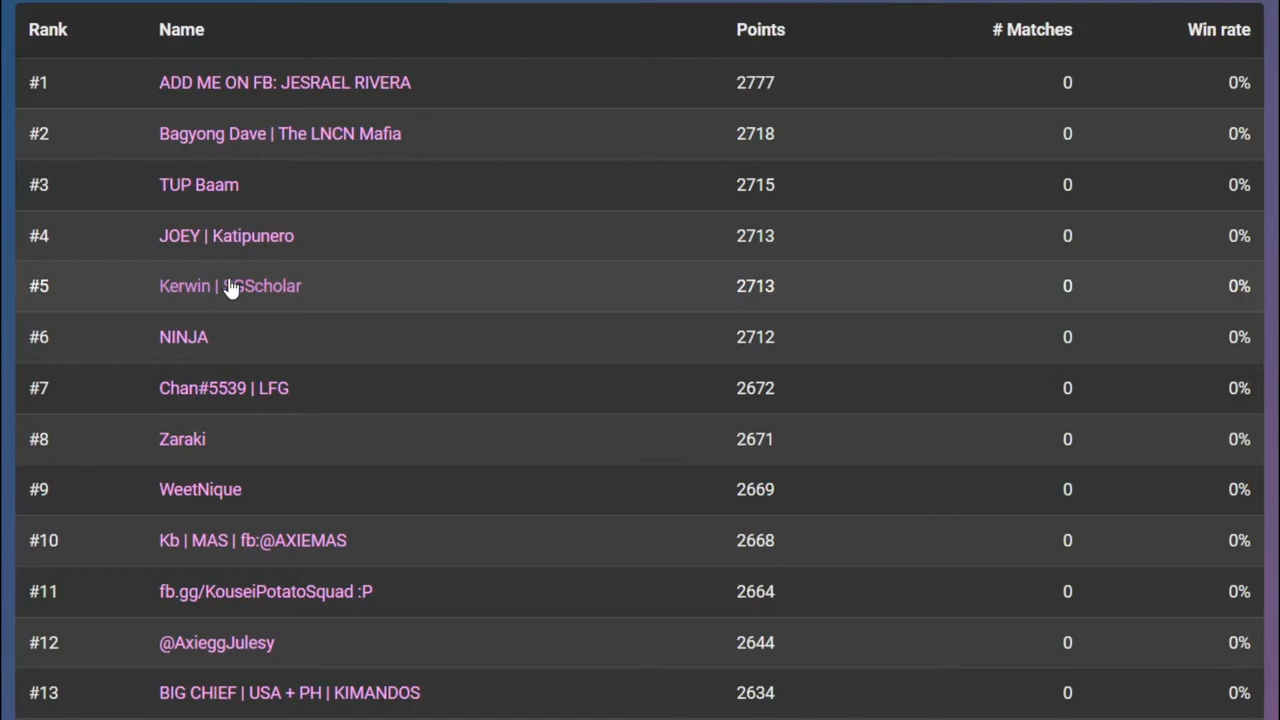 Rank Name Points # Matches Win rate
#1 ADD ME ON FB: JESRAEL RIVERA 2777 0 0%
#2 Bagyong Dave | The LNCN Mafia 2718 0 0%
#3 TUP Baam 2715 0 0%
#4 JOEY | Katipunero 2713 0 0%
#5 Kerwin | 2713 0 0%
#6 NINJA 2712 0 0%
#7 Chan#5539 | LFG 2672 0 0%
#8 Zaraki 2671 0 0%
#9 WeetNique 2669 0 0%
#10 Kb | MAS | fb:@AXIEMAS 2668 0 0%
#11 fb.gg/KouseiPotatoSquad :P 2664 0 0%
#12 @AxieggJulesy 2644 0 0%
#13 BIG CHIEF | USA + PH | KIMANDOS 2634 0 0%